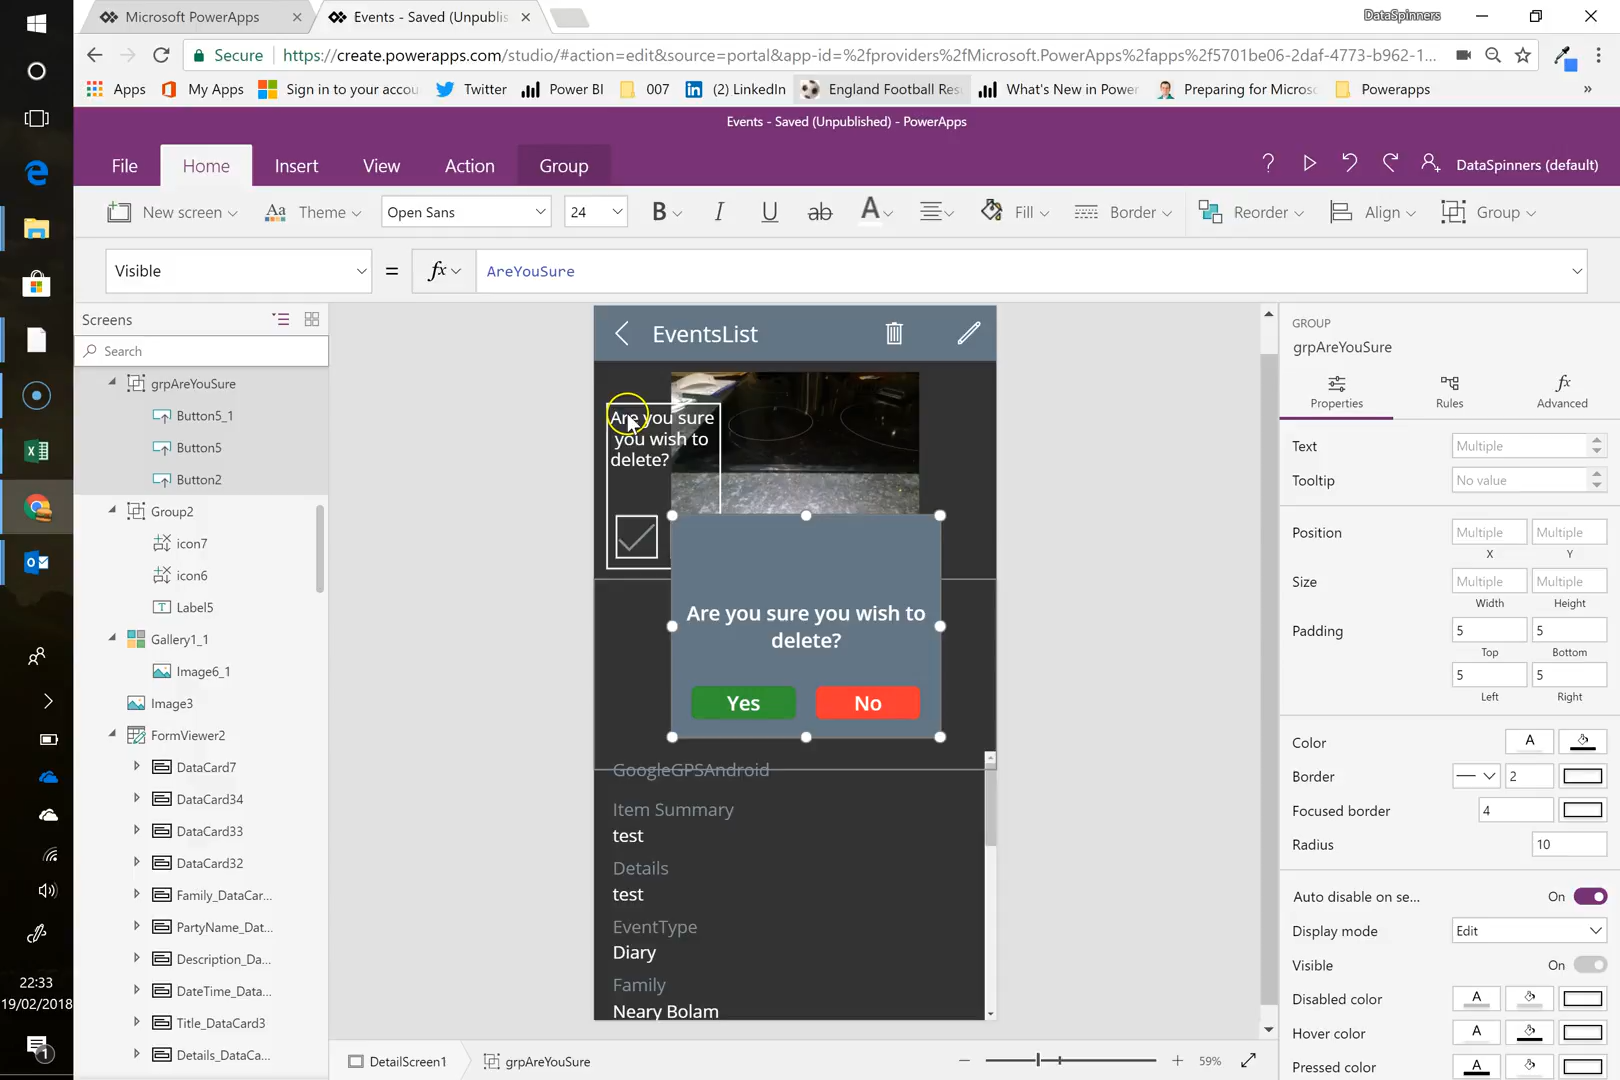 Microsoft PowerApps
Events - Saved (Unpublis
DataSpinners
Secure
https://create.powerapps.com/studio/#action=edit&source=portal&app-id=%2fproviders%2fMicrosoft.PowerApps%2fapps%2f5701be06-2daf-4773-b962-1...
Apps
My Apps
Sign in to your accou
Twitter
Power BI
007
(2) LinkedIn
England Football Res
What's New in Power
Preparing for Micros
Powerapps
»
Events - Saved (Unpublished) - PowerApps
File
Home
Insert
View
Action
Group
?
DataSpinners (default)
New screen
Aa Theme
Open Sans
24
B
I
U
ab
A
Fill
Border
Reorder
Align
Group
Visible
=
fx
AreYouSure
Screens
Search
grpAreYouSure
Button5_1
Button5
Button2
Group2
icon7
icon6
Label5
Gallery1_1
Image6_1
Image3
FormViewer2
DataCard7
DataCard34
DataCard33
DataCard32
Family_DataCar...
PartyName_Dat...
Description_Da...
DateTime_Data...
Title_DataCard3
Details_DataCa...
EventsList
Are you sure
you wish to
delete?
Are you sure you wish to
delete?
Yes
No
GoogleGPSAndroid
Item Summary
test
Details
test
EventType
Diary
Family
Neary Bolam
DetailScreen1
grpAreYouSure
59%
GROUP
grpAreYouSure
Properties
Rules
fx
Advanced
Text
Multiple
Tooltip
No value
Position
Multiple
Multiple
X
Y
Size
Multiple
Multiple
Width
Height
Padding
5
5
Top
Bottom
5
5
Left
Right
Color
A
Border
2
Focused border
4
Radius
10
Auto disable on se...
On
Display mode
Edit
Visible
On
Disabled color
A
Hover color
A
Pressed color
A
22:33
19/02/2018
1